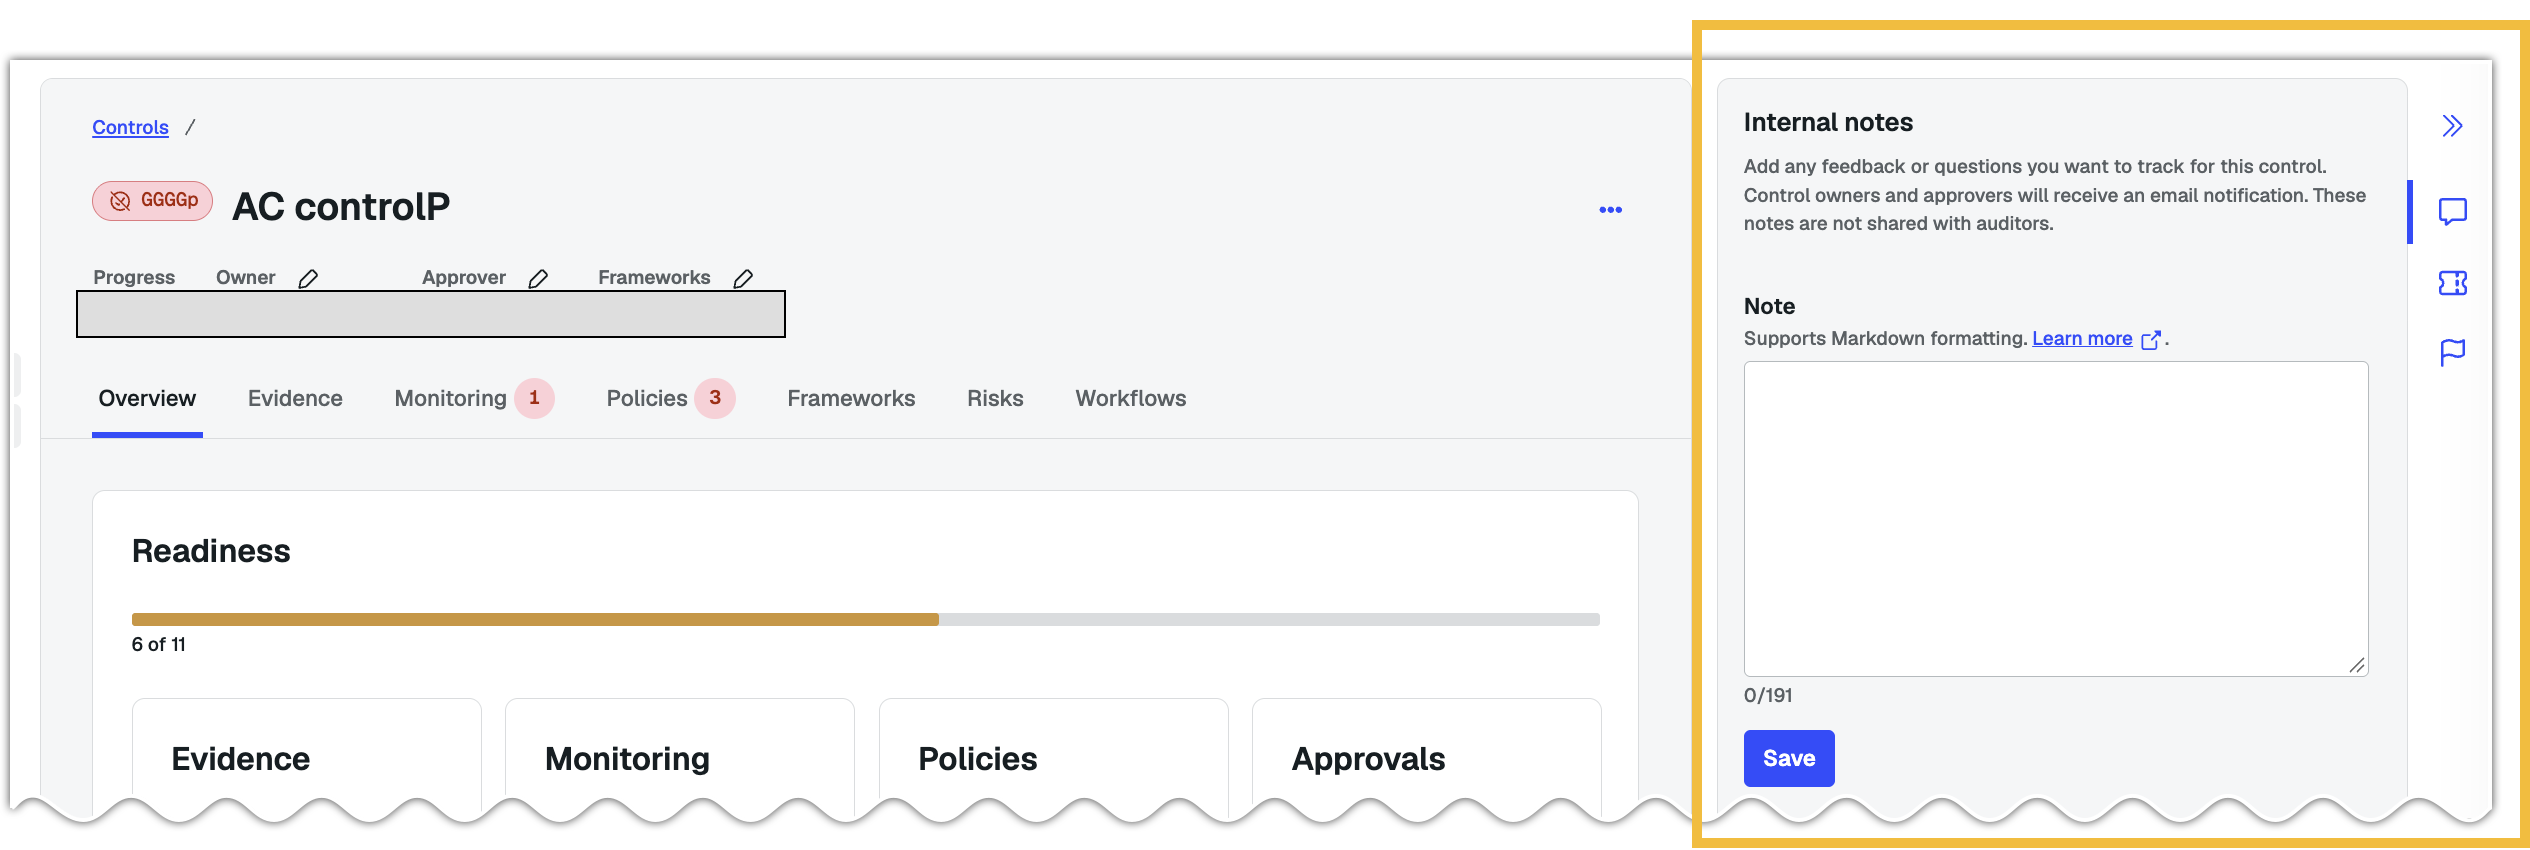 Controls /
GGGGp AC controlP
Progress Owner Approver Frameworks
Overview Evidence Monitoring 1 Policies 3 Frameworks Risks Workflows
Readiness
6 of 11
Evidence Monitoring Policies Approvals
Internal notes
Add any feedback or questions you want to track for this control.
Control owners and approvers will receive an email notification. These
notes are not shared with auditors.
Note
Supports Markdown formatting. Learn more .
0/191
Save